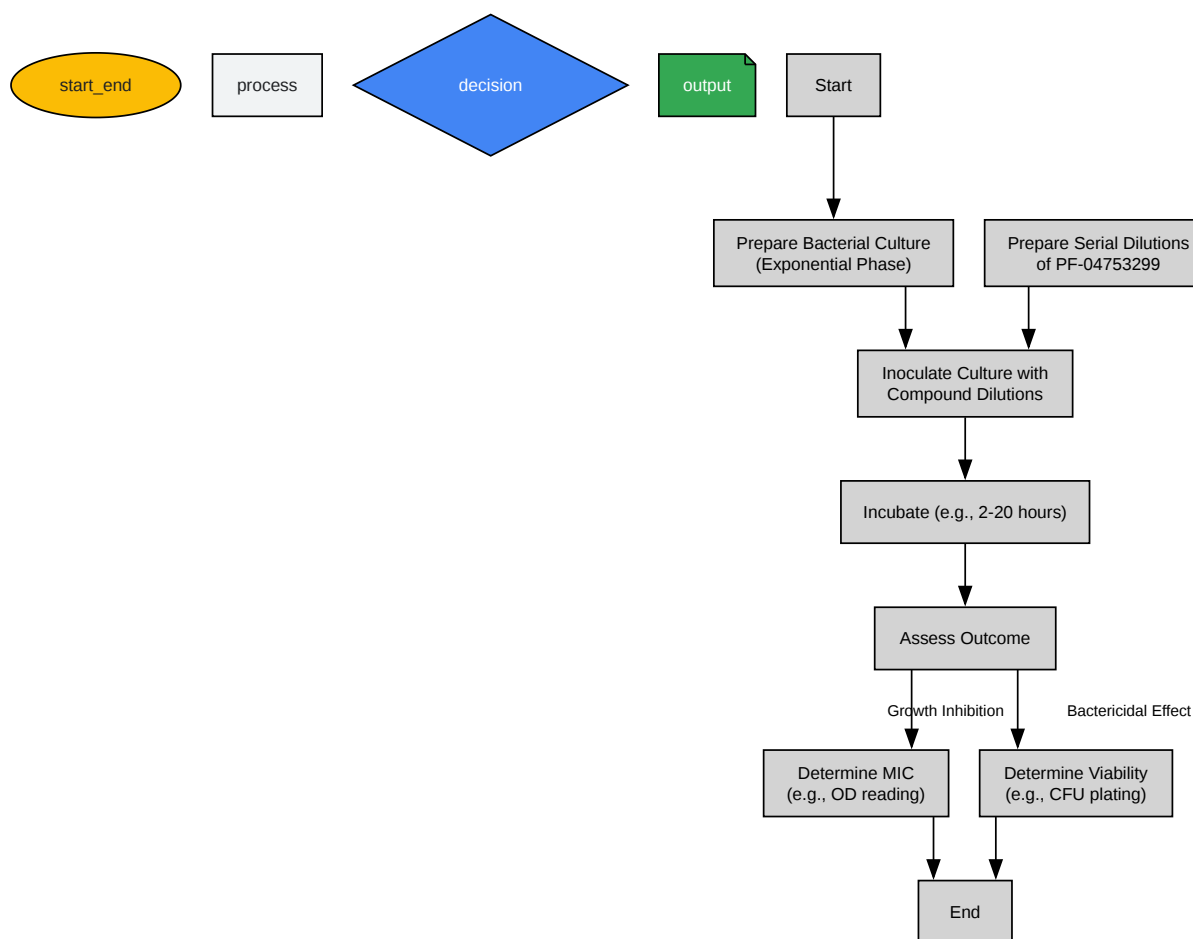 start_end
process
decision
output
Start
Prepare Bacterial Culture
(Exponential Phase)
Prepare Serial Dilutions
of PF-04753299
Inoculate Culture with
Compound Dilutions
Incubate (e.g., 2-20 hours)
Assess Outcome
Growth Inhibition
Bactericidal Effect
Determine MIC
(e.g., OD reading)
Determine Viability
(e.g., CFU plating)
End